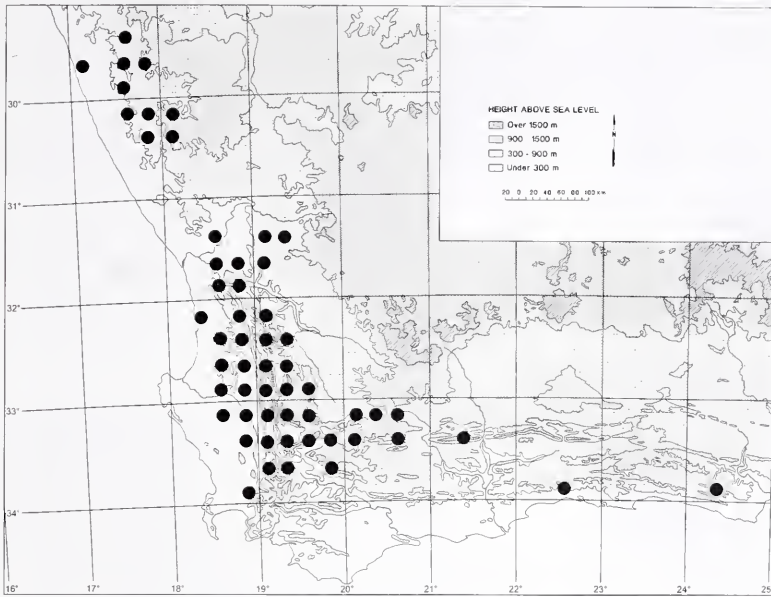 HEIGHT ABOVE SEA LEVEL
Over 1500 m
900 1500 m
300 - 900 m
Under 300 m
N
20 0 20 40 60 80 100 km
30°
31°
32°
33°
34°
16° 17° 18° 19° 20° 21° 22° 23° 24° 25